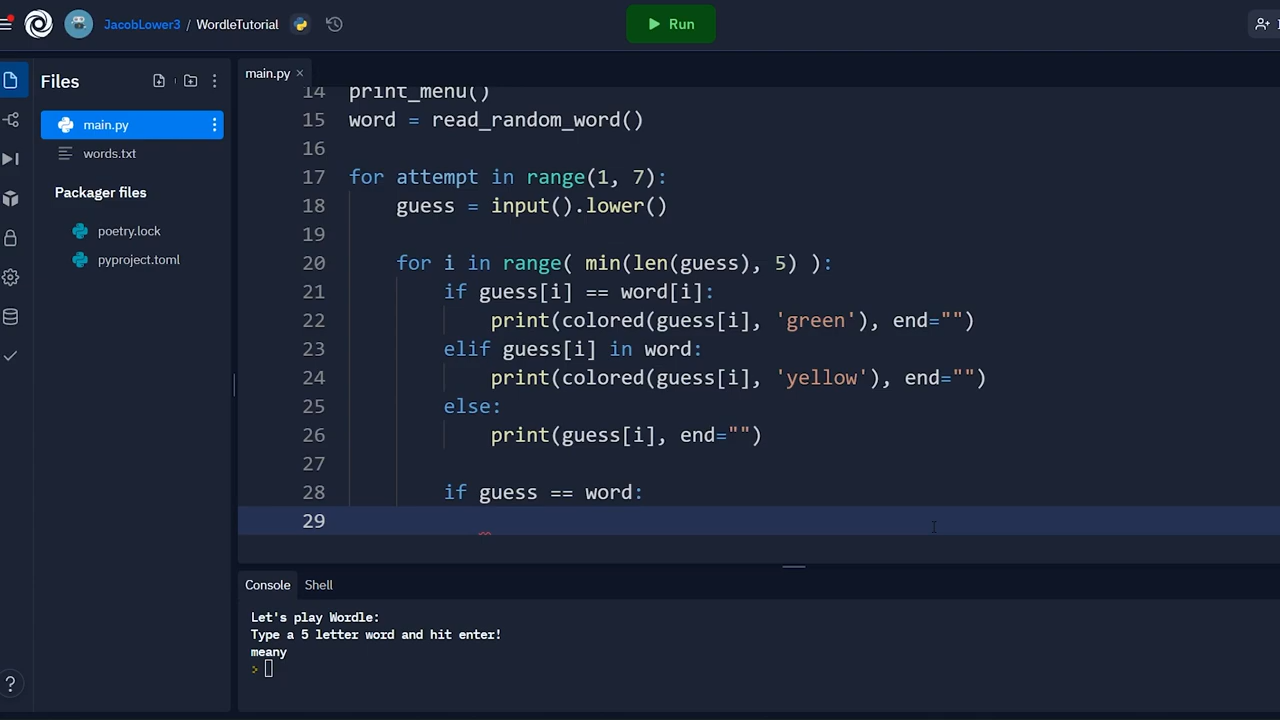 JacobLower3 / WordleTutorial
Run
Files
main.py
words.txt
Packager files
poetry.lock
pyproject.toml
main.py ×
14 print_menu()
15 word = read_random_word()
16
17 for attempt in range(1, 7):
18 guess = input().lower()
19
20 for i in range( min(len(guess), 5) ):
21 if guess[i] == word[i]:
22 print(colored(guess[i], 'green'), end="")
23 elif guess[i] in word:
24 print(colored(guess[i], 'yellow'), end="")
25 else:
26 print(guess[i], end="")
27
28 if guess == word:
29
Console Shell
Let's play Wordle:
Type a 5 letter word and hit enter!
meany
>
?